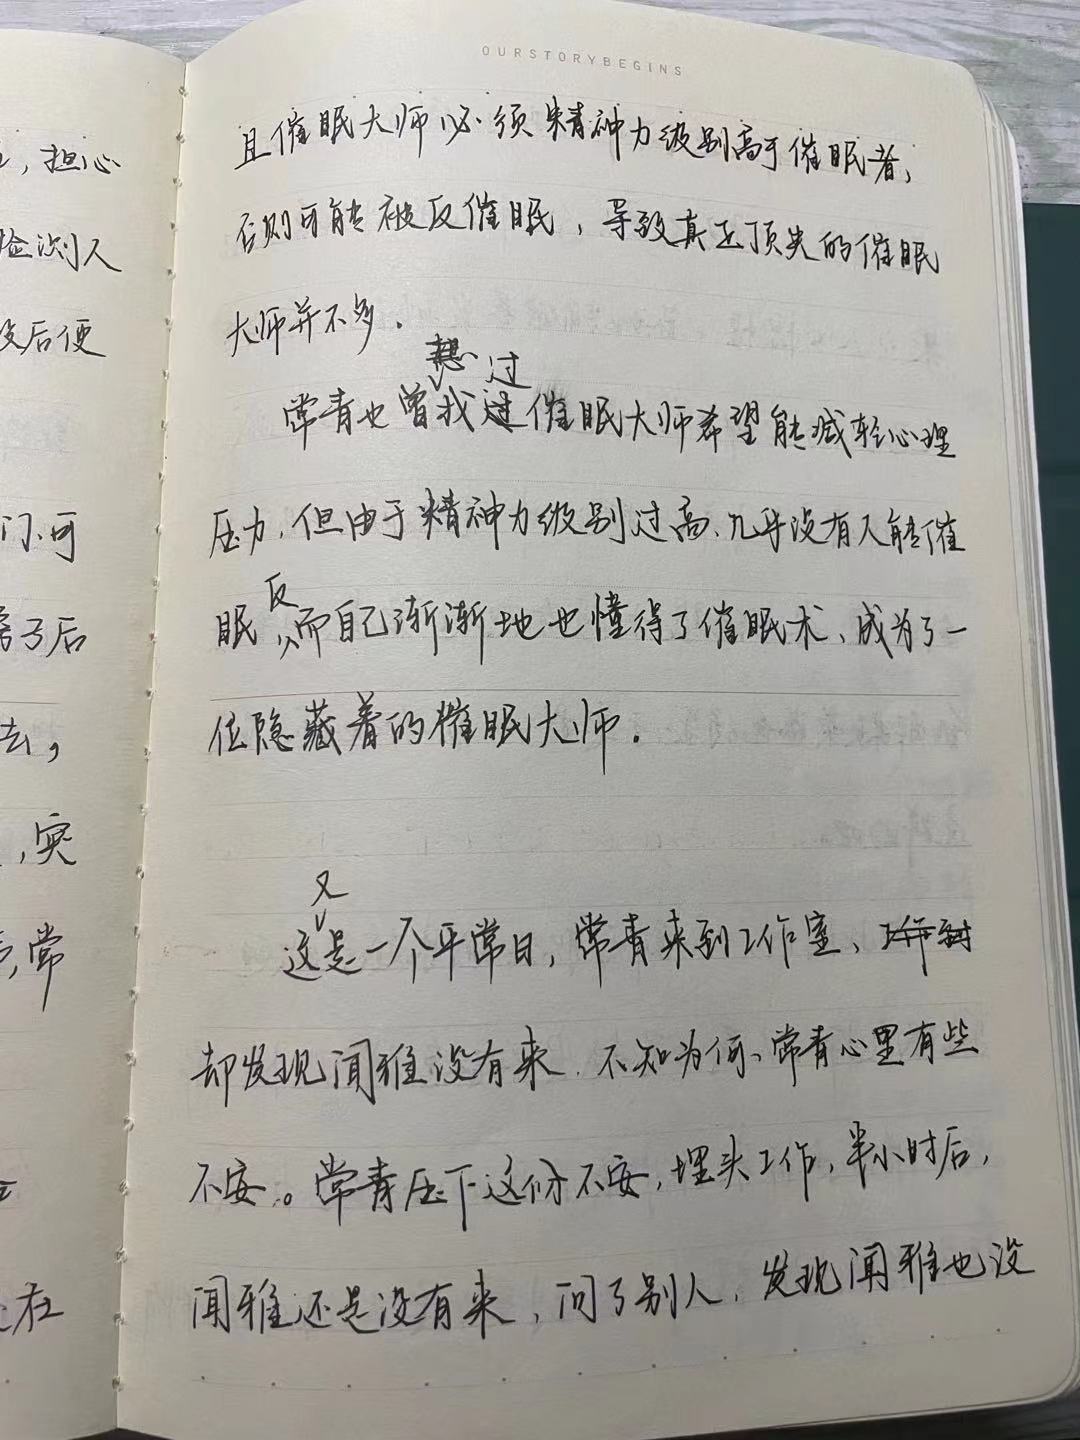 ，担心
检测人
没后便
门.可
房子后
去，
，实
，常
在
OURSTORYBEGINS
且催眠大师必须精神力级别高于催眠者，
否则可能被反催眠，导致真正顶尖的催眠
大师并不多.
想过
常青也曾找过催眠大师希望能减轻心理
压力，但由于精神力级别过高、几乎没有人能催
反
眠，而自己渐渐地也懂得了催眠术、成为了一
位隐藏着的催眠大师.
又
这是一个平常日，常青来到工作室、工作到
却发现闻雅没有来.不知为何、常青心里有些
不安。常青压下这份不安，埋头工作，半小时后，
闻雅还是没有来，问了别人，发现闻雅也没